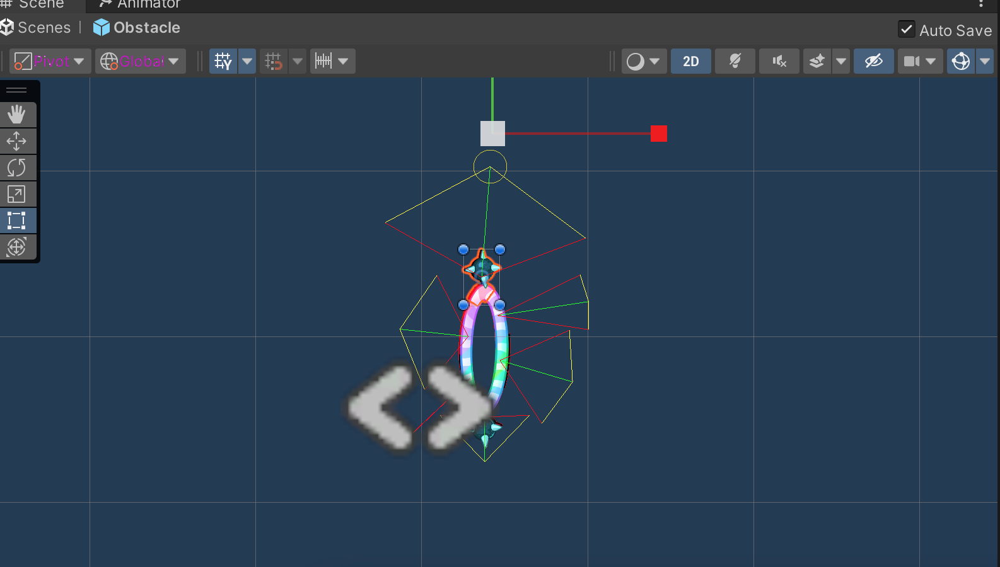 Scene Animator
Scenes Obstacle Auto Save
Pivot Global 2D